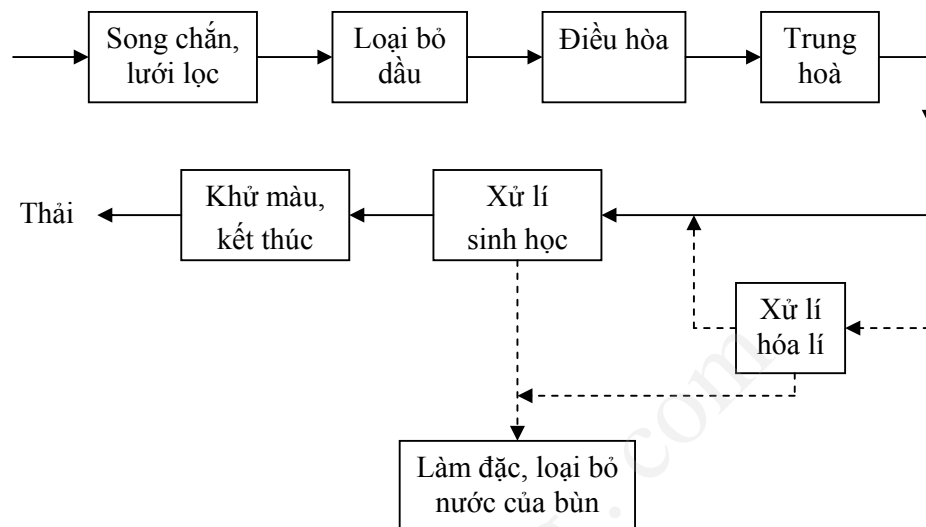 Song chắn,
lưới lọc
Loại bỏ
dầu
Điều hòa
Trung
hoà
Thải
Khử màu,
kết thúc
Xử lí
sinh học
Xử lí
hóa lí
Làm đặc, loại bỏ
nước của bùn